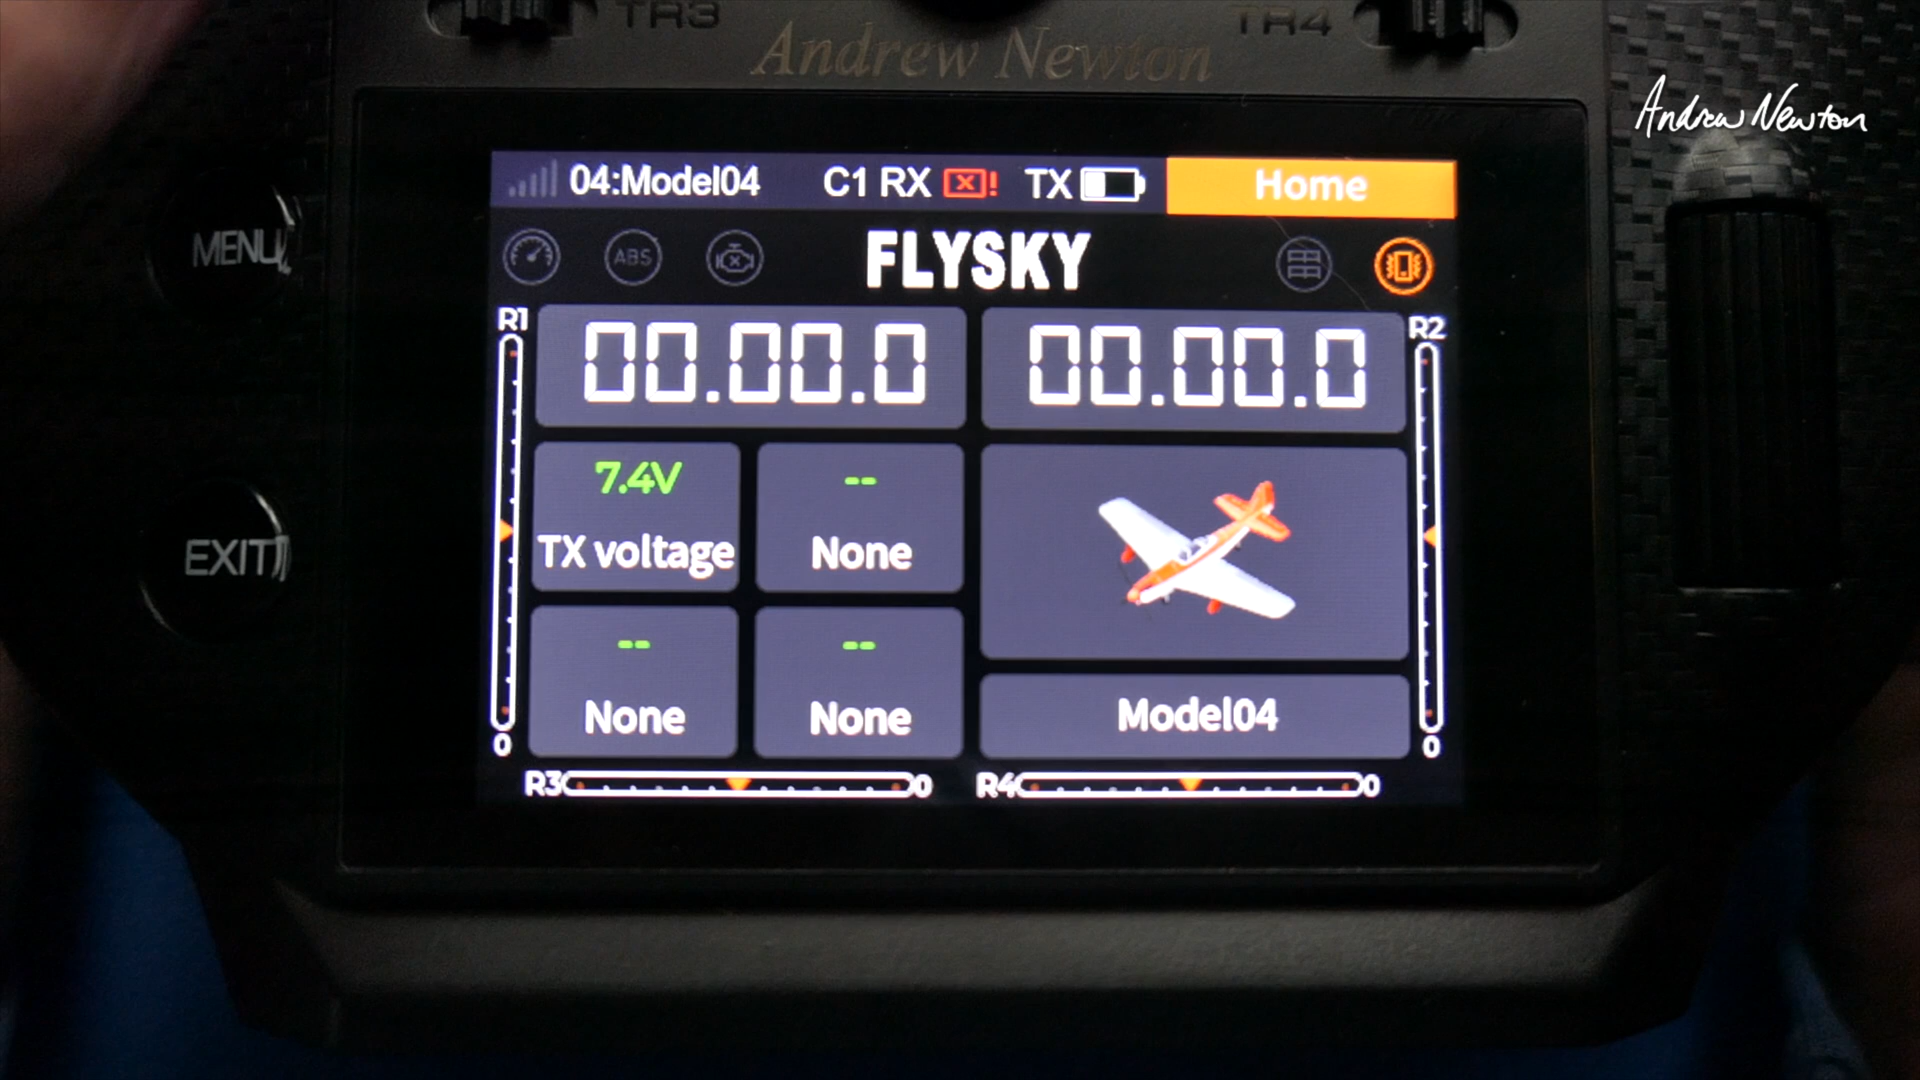 TR3
TR4
Andrew Newton
Andrew Newton
04:Model04 C1 RX ! TX Home
MENU
ABS
FLYSKY
R1
00.00.0
00.00.0
R2
7.4V
--
TX voltage
None
EXIT
--
--
None
None
Model04
0
0
R3 0
R4 0